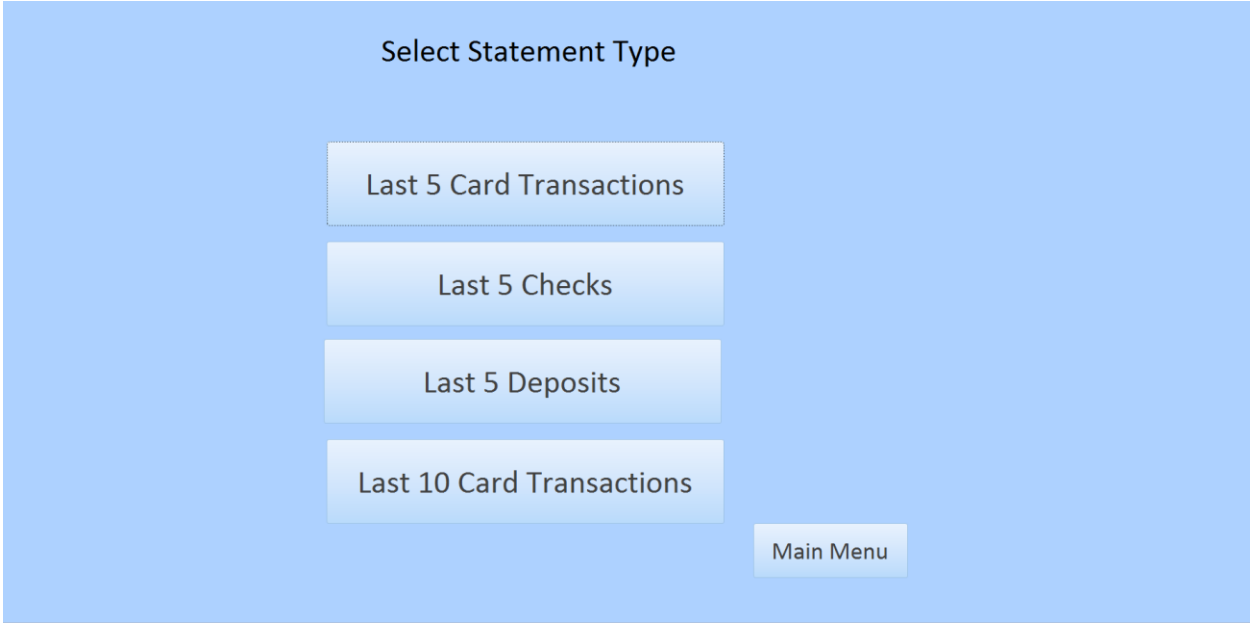 Select Statement Type
Last 5 Card Transactions
Last 5 Checks
Last 5 Deposits
Last 10 Card Transactions
Main Menu